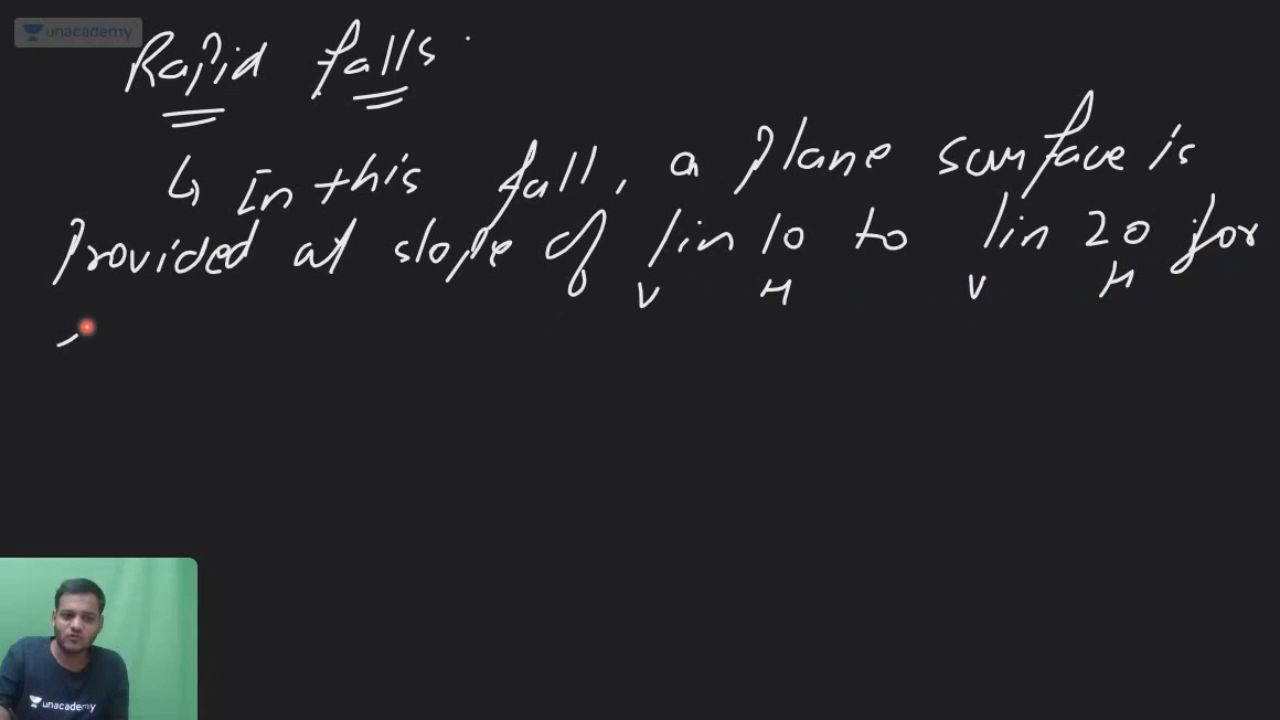 unacademy
Rapid falls
↳ In this fall, a plane surface is
Provided at slope of 1 in 10 to 1 in 20 for
V H V H
unacademy